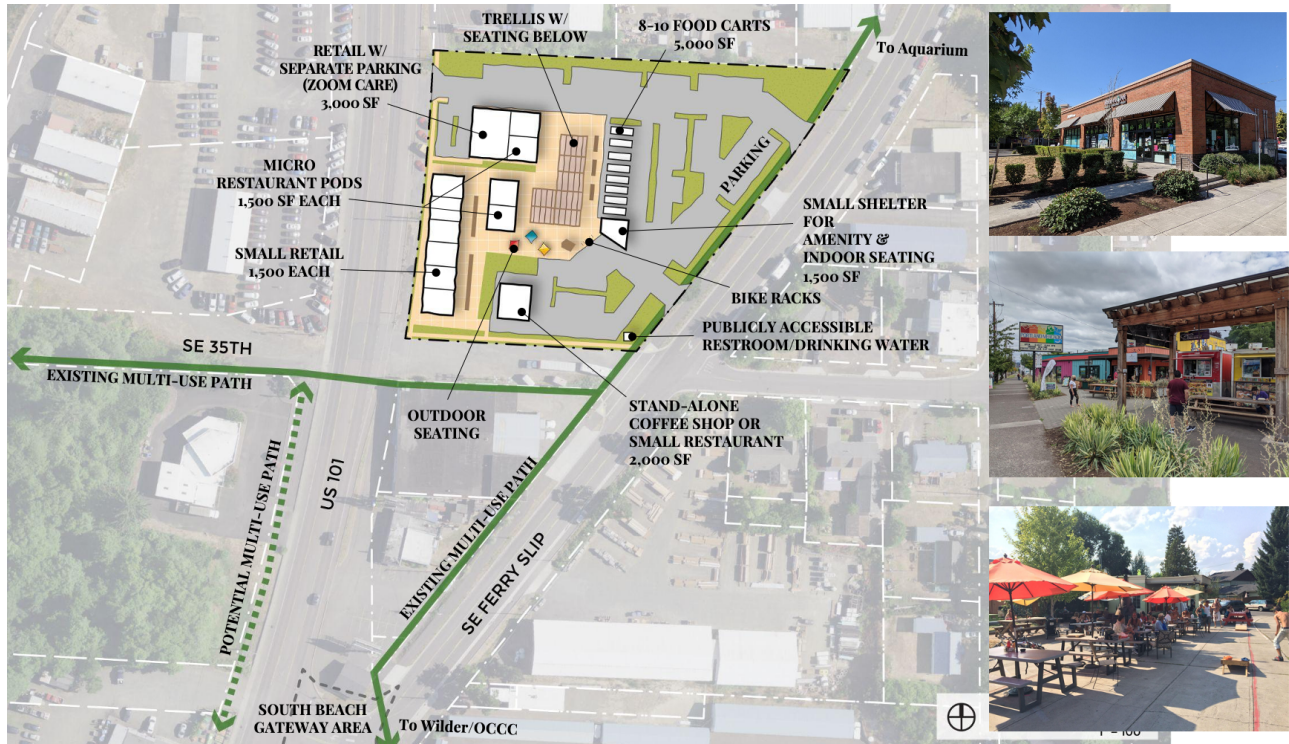 TRELLIS W/
SEATING BELOW
8–10 FOOD CARTS
5,000 SF
To Aquarium
RETAIL W/
SEPARATE PARKING
(ZOOM CARE)
3,000 SF
MICRO
RESTAURANT PODS
1,500 SF EACH
PARKING
SMALL SHELTER
FOR
AMENITY &
INDOOR SEATING
1,500 SF
SMALL RETAIL
1,500 EACH
BIKE RACKS
PUBLICLY ACCESSIBLE
RESTROOM/DRINKING WATER
SE 35TH
EXISTING MULTI-USE PATH
OUTDOOR
SEATING
STAND-ALONE
COFFEE SHOP OR
SMALL RESTAURANT
2,000 SF
US 101
POTENTIAL MULTI-USE PATH
EXISTING MULTI-USE PATH
SE FERRY SLIP
SOUTH BEACH
GATEWAY AREA
To Wilder/OCCC